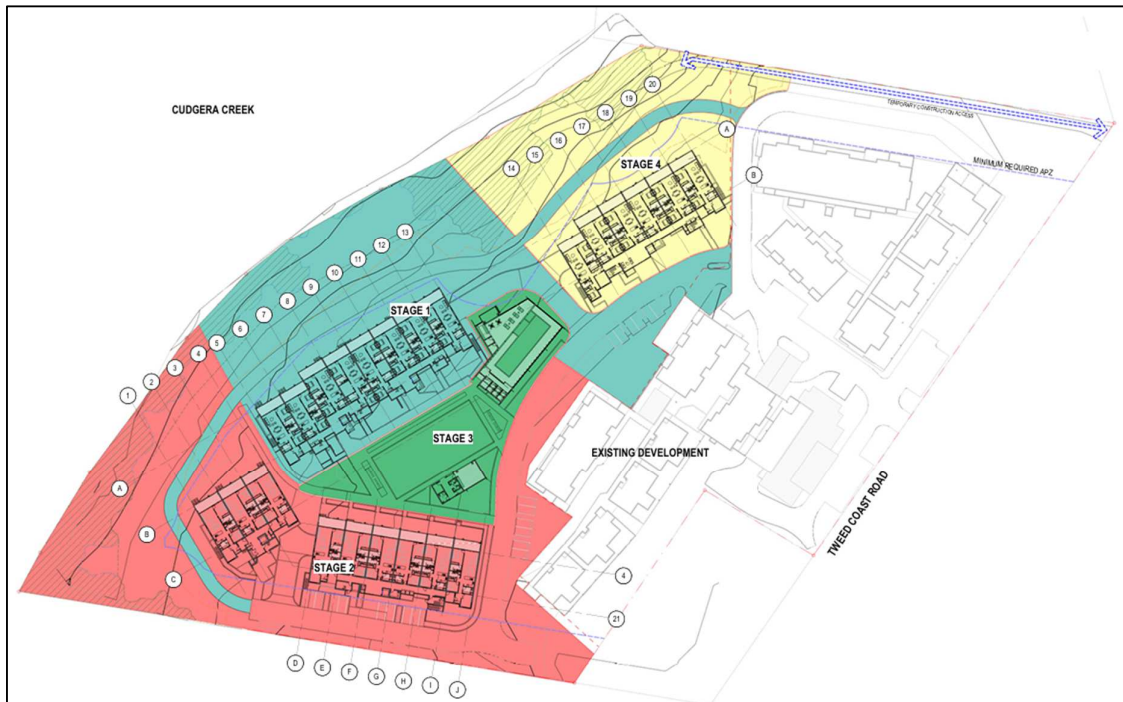 CUDGERA CREEK
TEMPORARY CONSTRUCTION ACCESS
MINIMUM REQUIRED APZ
20
19
18
17
16
15
14
A
B
STAGE 4
13
12
11
10
9
8
7
6
5
4
3
2
1
STAGE 1
STAGE 3
EXISTING DEVELOPMENT
TWEED COAST ROAD
A
B
C
STAGE 2
4
21
D
E
F
G
H
I
J